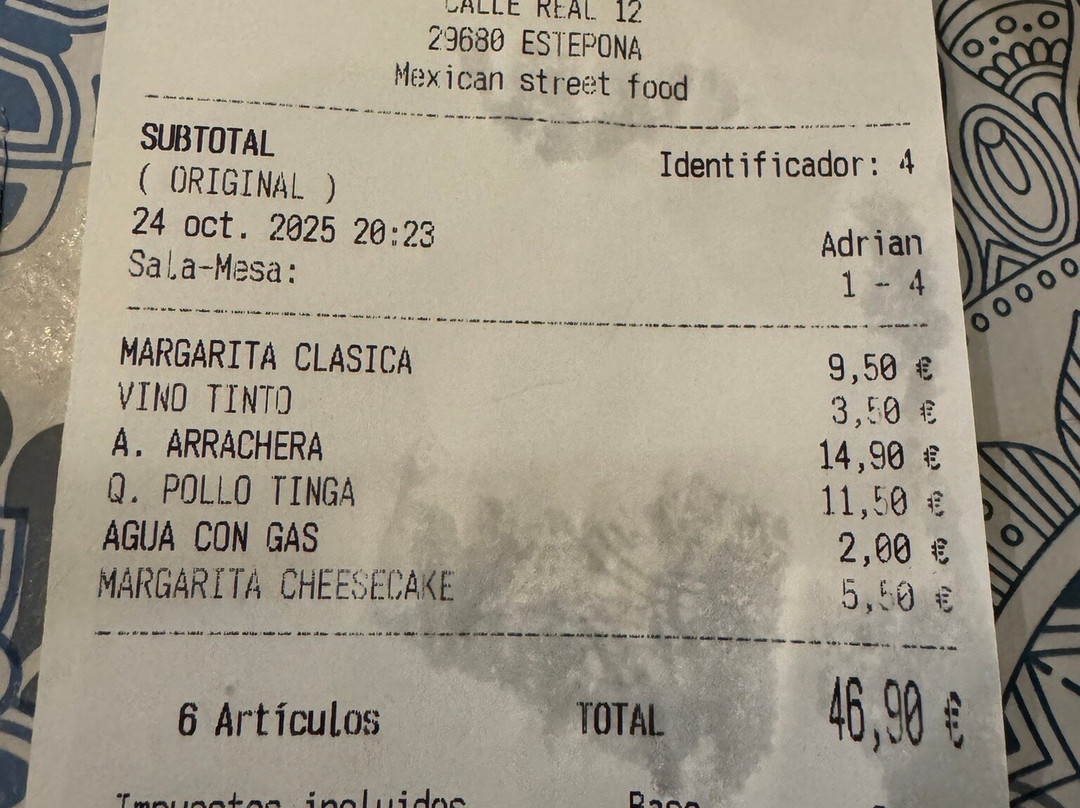 CALLE REAL 12
29680 ESTEPONA
Mexican street food
SUBTOTAL
( ORIGINAL ) Identificador: 4
24 oct. 2025 20:23 Adrian
Sala-Mesa: 1 - 4
MARGARITA CLASICA 9,50 €
VINO TINTO 3,50 €
A. ARRACHERA 14,90 €
Q. POLLO TINGA 11,50 €
AGUA CON GAS 2,00 €
MARGARITA CHEESECAKE 5,50 €
6 Artículos TOTAL 46,90 €
Impuestos incluidos Base